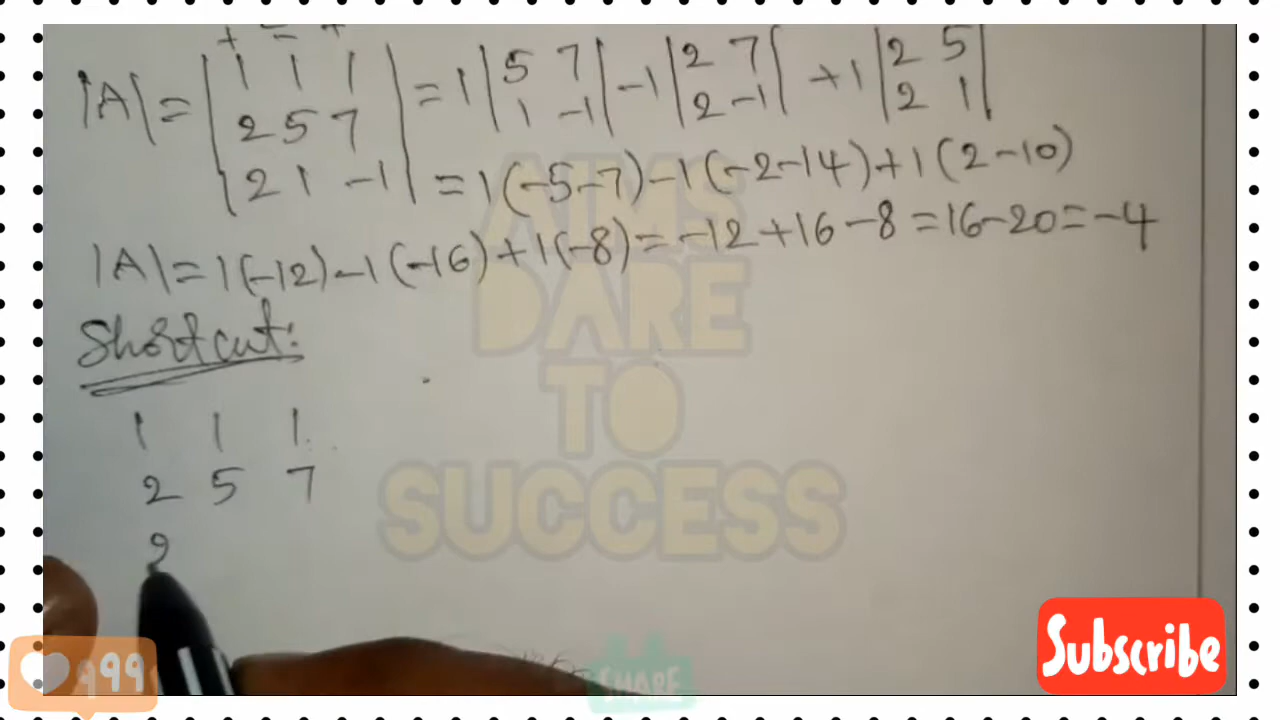 + - +
|A| = | 1 1 1 | = 1 | 5 7 | - 1 | 2 7 | + 1 | 2 5 |
| 2 5 7 | | 1 -1 | | 2 -1 | | 2 1 |
| 2 1 -1 | = 1(-5-7)-1(-2-14)+1(2-10)
|A| = 1(-12)-1(-16)+1(-8) = -12+16-8 = 16-20 = -4
Shortcut:
1 1 1
2 5 7
2
AIMS
DARE
TO
SUCCESS
Subscribe
999
SHARE